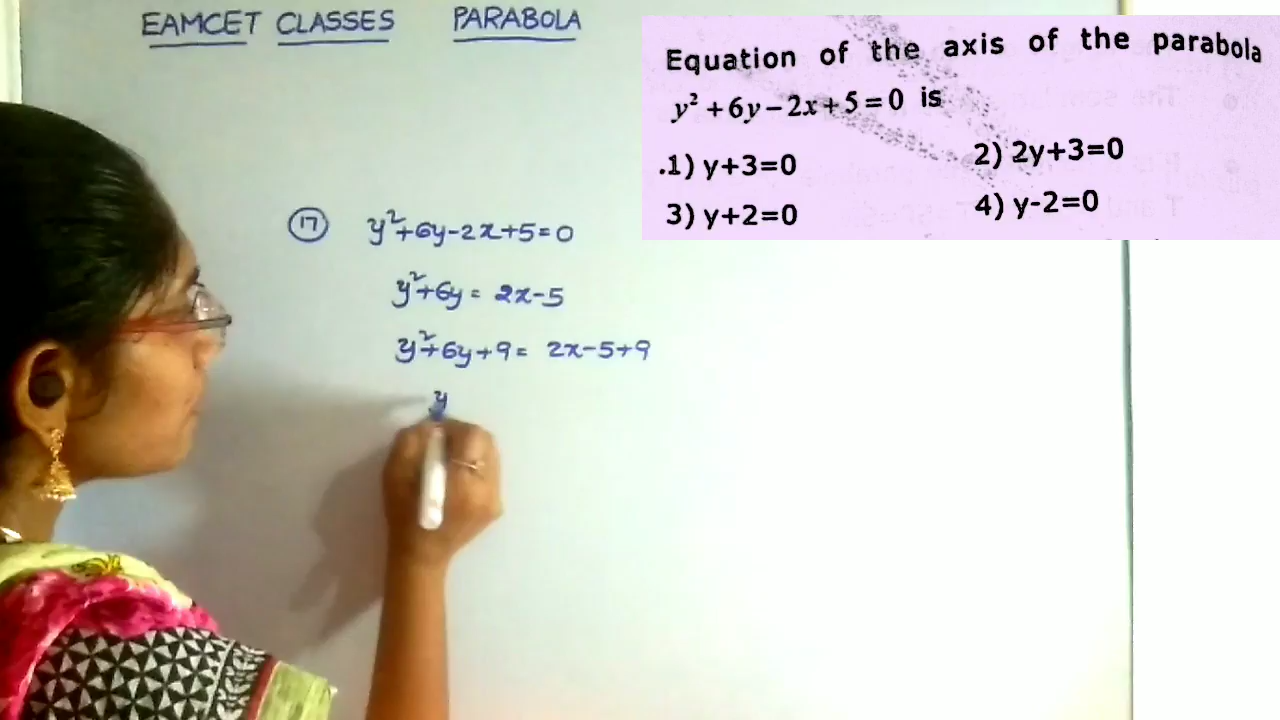 EAMCET CLASSES PARABOLA
Equation of the axis of the parabola
y² + 6y – 2x + 5 = 0 is
.1) y+3=0
2) 2y+3=0
3) y+2=0
4) y-2=0
17 y²+6y-2x+5=0
y²+6y = 2x-5
y²+6y+9 = 2x-5+9
y